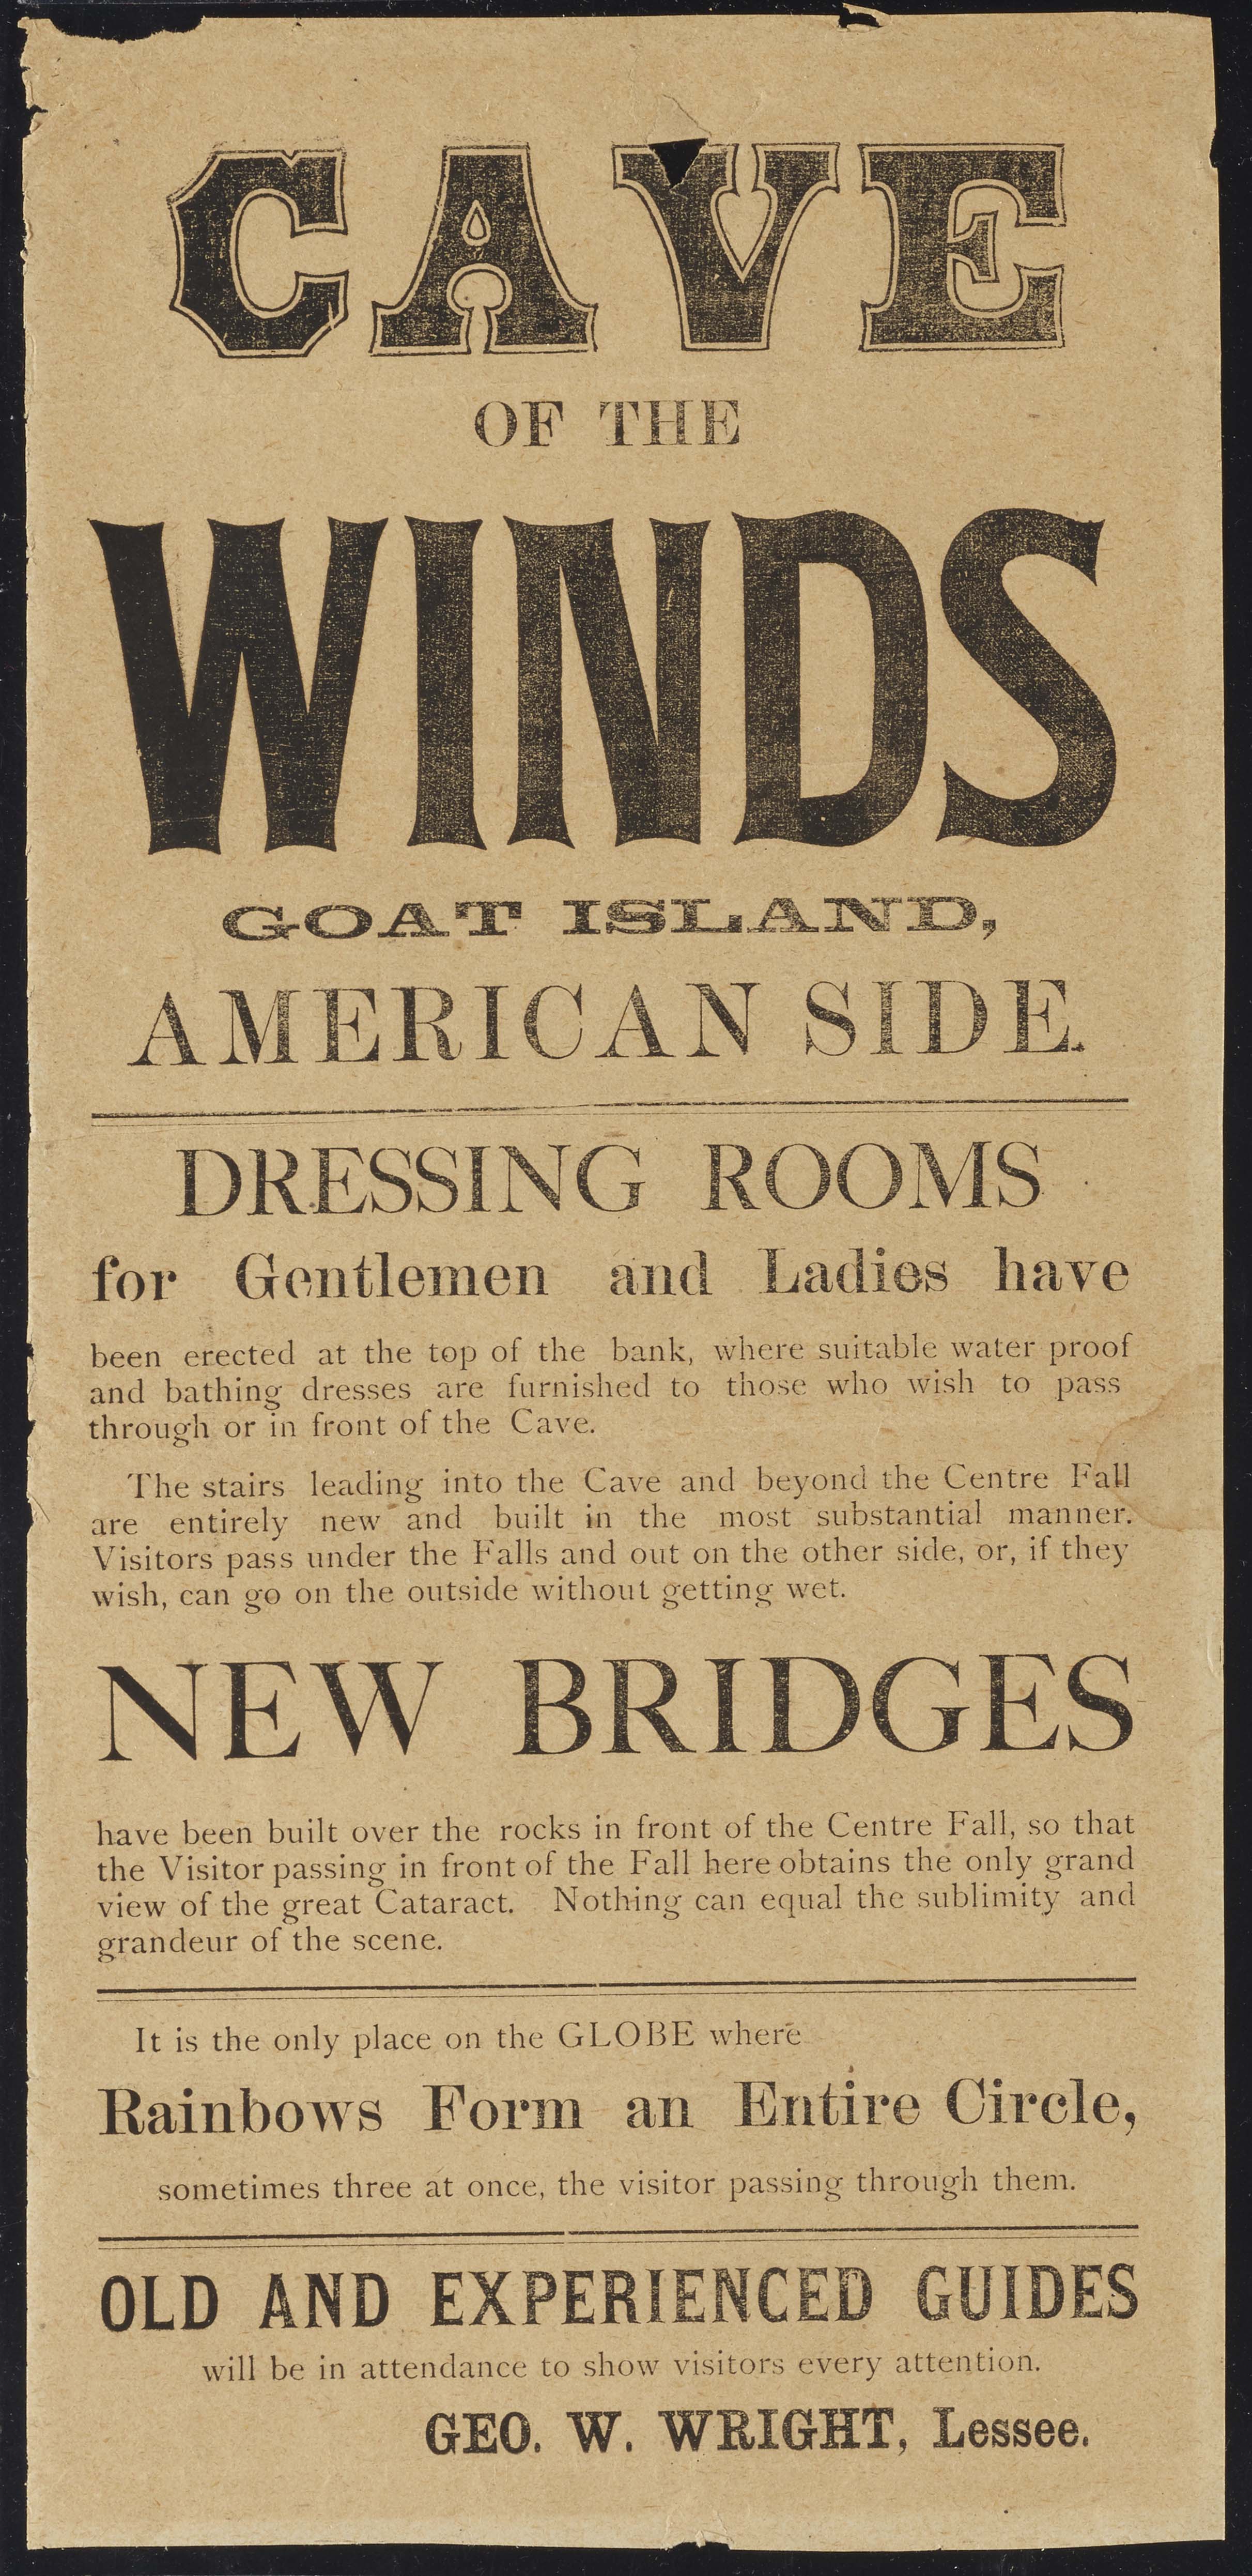 CAVE
OF THE
WINDS
GOAT ISLAND,
AMERICAN SIDE.
DRESSING ROOMS
for Gentlemen and Ladies have
been erected at the top of the bank, where suitable water proof
and bathing dresses are furnished to those who wish to pass
through or in front of the Cave.
The stairs leading into the Cave and beyond the Centre Fall
are entirely new and built in the most substantial manner.
Visitors pass under the Falls and out on the other side, or, if they
wish, can go on the outside without getting wet.
NEW BRIDGES
have been built over the rocks in front of the Centre Fall, so that
the Visitor passing in front of the Fall here obtains the only grand
view of the great Cataract. Nothing can equal the sublimity and
grandeur of the scene.
It is the only place on the GLOBE where
Rainbows Form an Entire Circle,
sometimes three at once, the visitor passing through them.
OLD AND EXPERIENCED GUIDES
will be in attendance to show visitors every attention.
GEO. W. WRIGHT, Lessee.